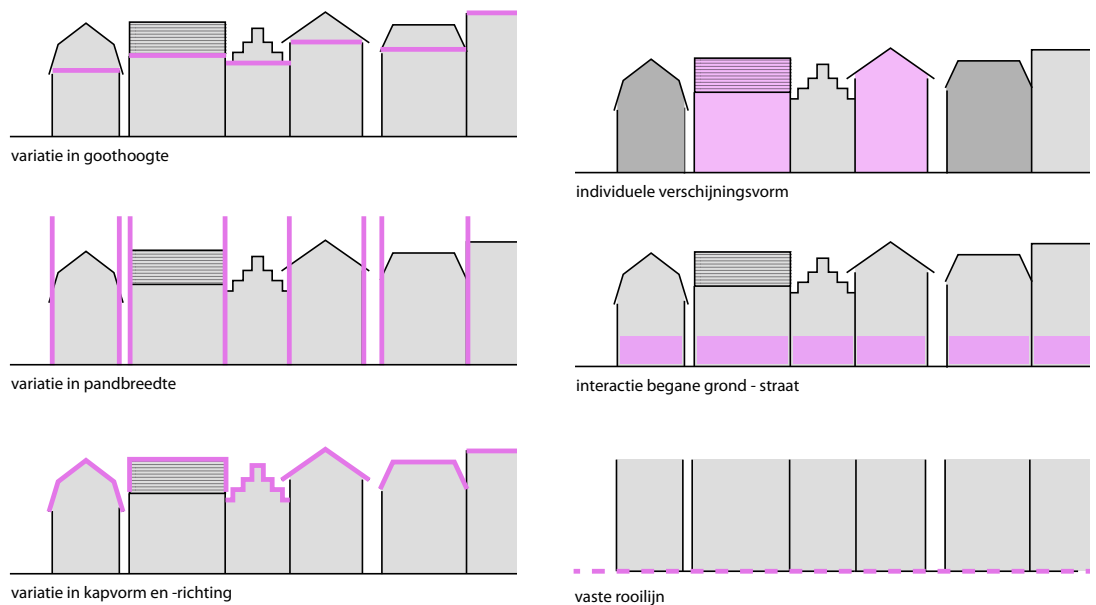 variatie in goothoogte
variatie in pandbreedte
variatie in kapvorm en -richting
individuele verschijningsvorm
interactie begane grond - straat
vaste rooilijn